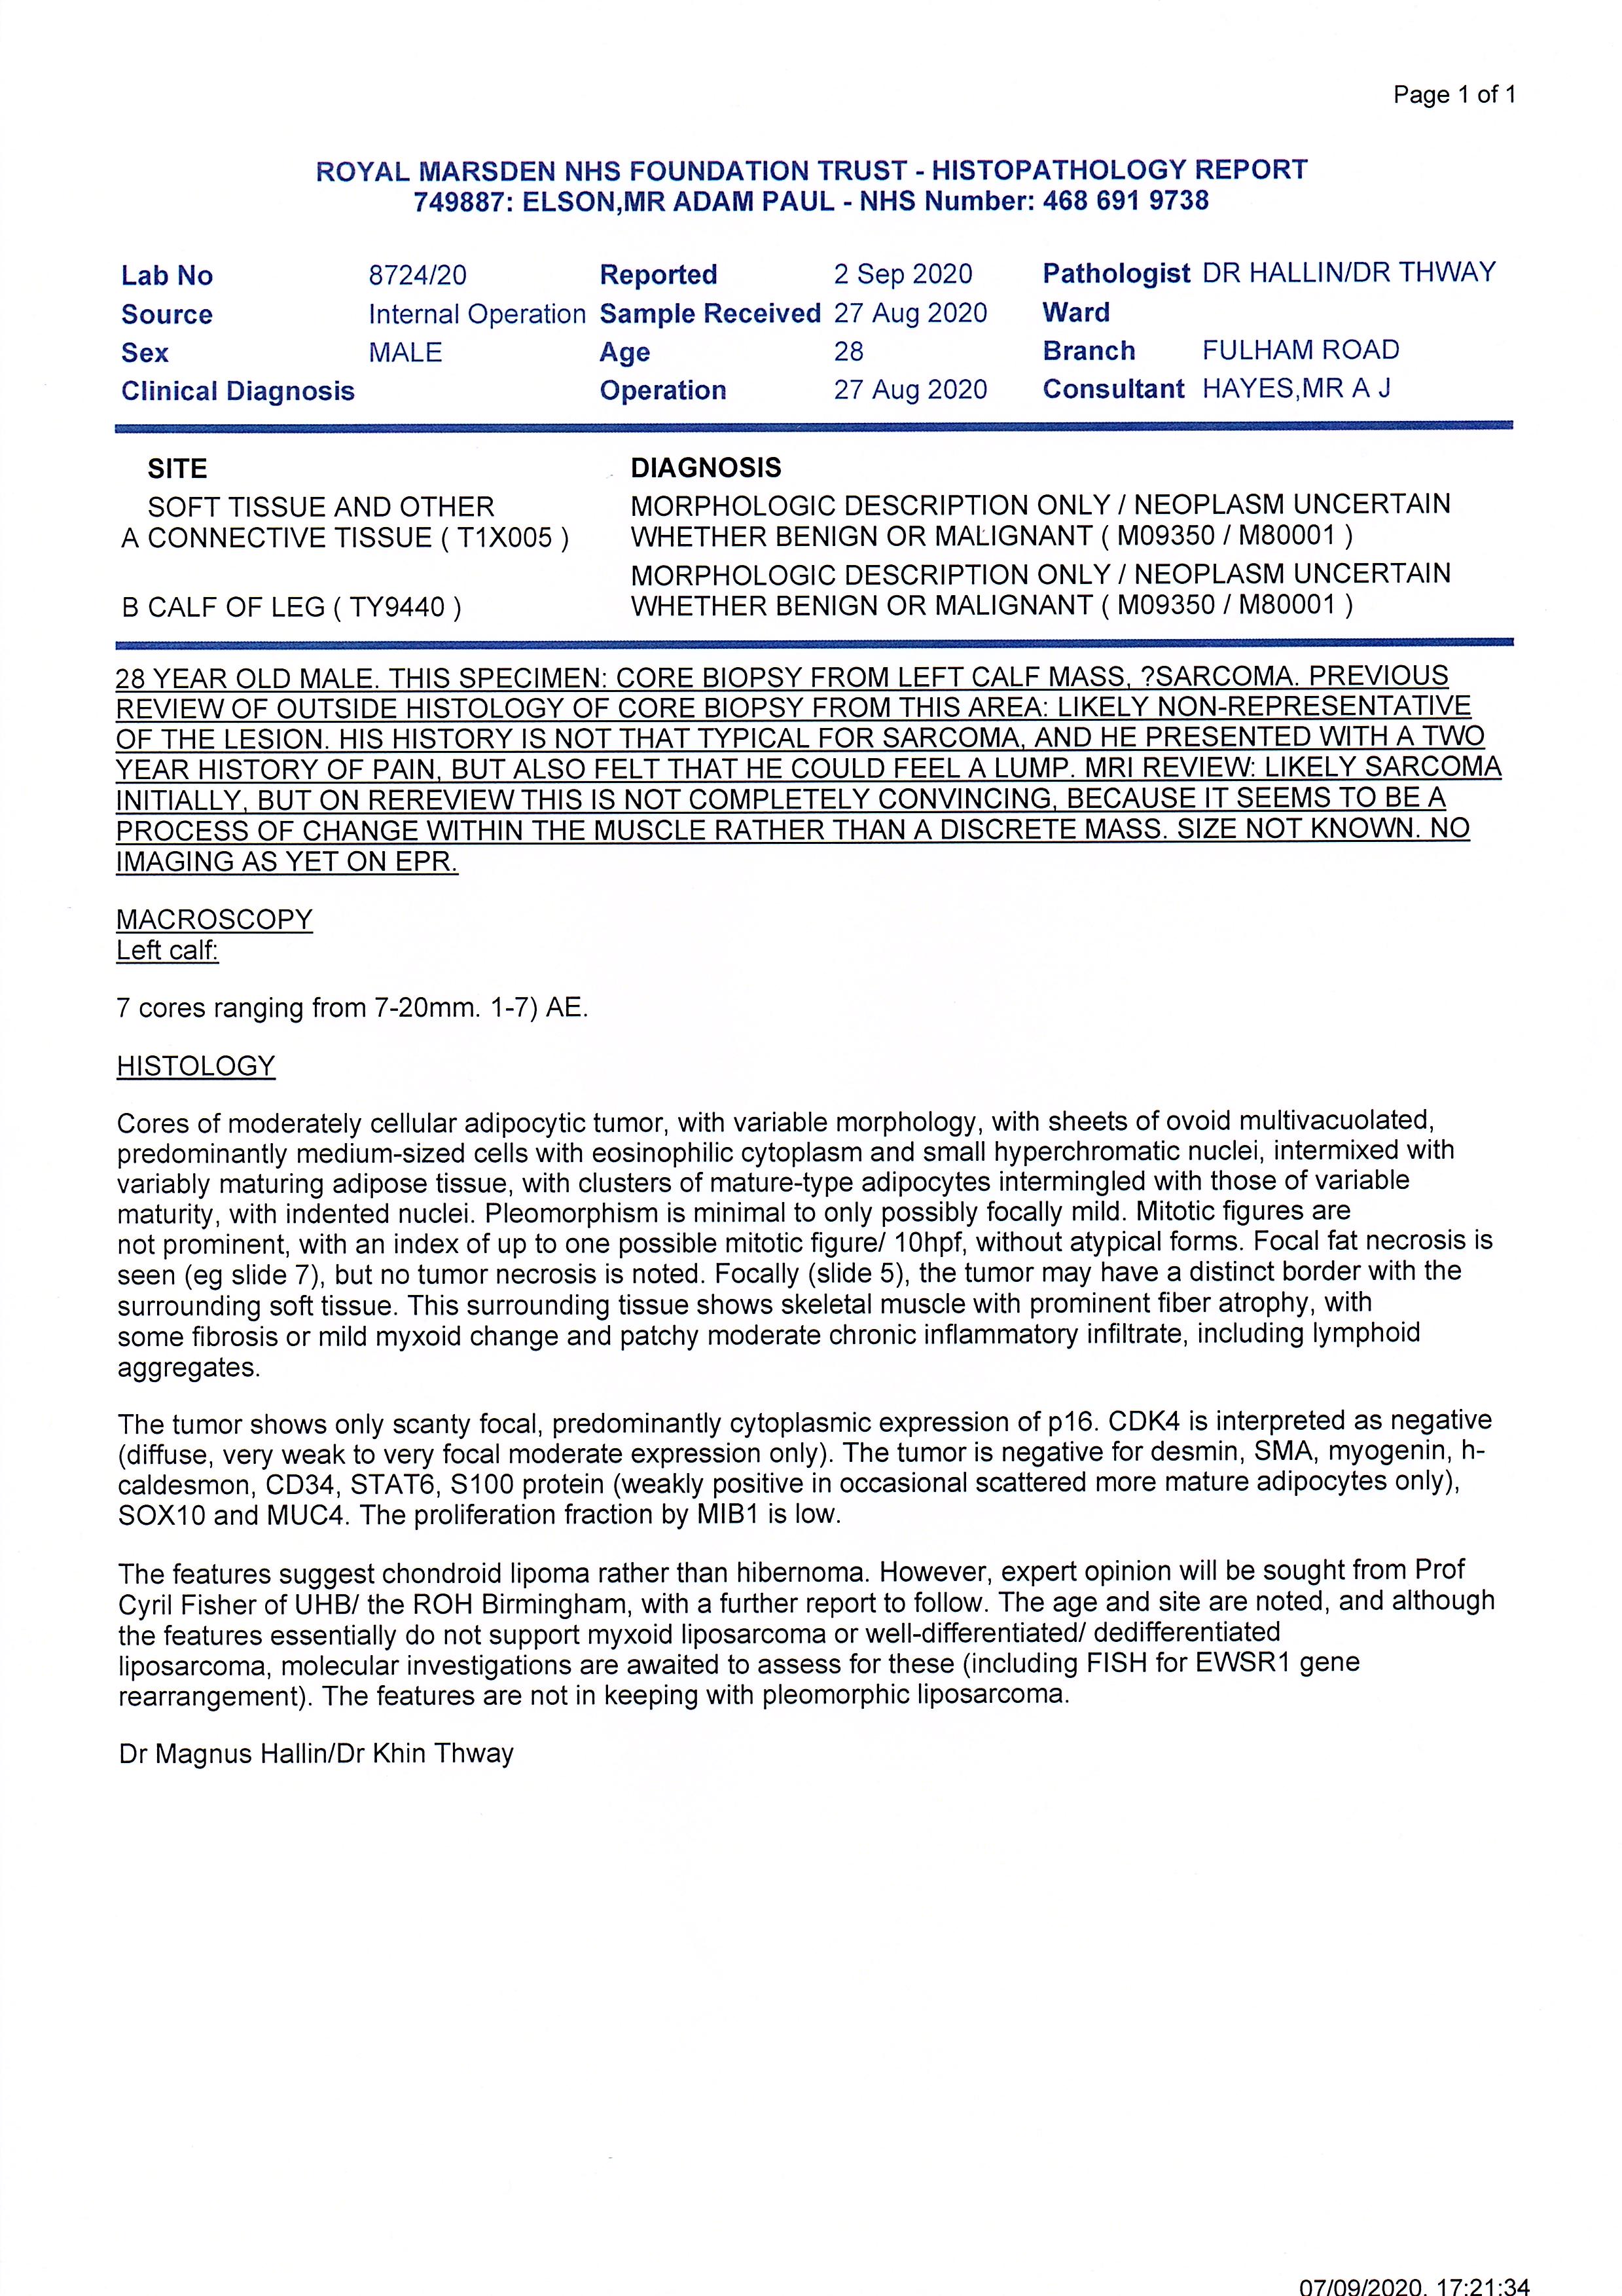 Page 1 of 1
ROYAL MARSDEN NHS FOUNDATION TRUST - HISTOPATHOLOGY REPORT
749887: ELSON,MR ADAM PAUL - NHS Number: 468 691 9738
Lab No 8724/20 Reported 2 Sep 2020 Pathologist DR HALLIN/DR THWAY
Source Internal Operation Sample Received 27 Aug 2020 Ward
Sex MALE Age 28 Branch FULHAM ROAD
Clinical Diagnosis Operation 27 Aug 2020 Consultant HAYES,MR A J
SITE DIAGNOSIS
SOFT TISSUE AND OTHER MORPHOLOGIC DESCRIPTION ONLY / NEOPLASM UNCERTAIN
A CONNECTIVE TISSUE ( T1X005 ) WHETHER BENIGN OR MALIGNANT ( M09350 / M80001 )
MORPHOLOGIC DESCRIPTION ONLY / NEOPLASM UNCERTAIN
B CALF OF LEG ( TY9440 ) WHETHER BENIGN OR MALIGNANT ( M09350 / M80001 )
28 YEAR OLD MALE. THIS SPECIMEN: CORE BIOPSY FROM LEFT CALF MASS, ?SARCOMA. PREVIOUS
REVIEW OF OUTSIDE HISTOLOGY OF CORE BIOPSY FROM THIS AREA: LIKELY NON-REPRESENTATIVE
OF THE LESION. HIS HISTORY IS NOT THAT TYPICAL FOR SARCOMA, AND HE PRESENTED WITH A TWO
YEAR HISTORY OF PAIN, BUT ALSO FELT THAT HE COULD FEEL A LUMP. MRI REVIEW: LIKELY SARCOMA
INITIALLY, BUT ON REREVIEW THIS IS NOT COMPLETELY CONVINCING, BECAUSE IT SEEMS TO BE A
PROCESS OF CHANGE WITHIN THE MUSCLE RATHER THAN A DISCRETE MASS. SIZE NOT KNOWN. NO
IMAGING AS YET ON EPR.
MACROSCOPY
Left calf:
7 cores ranging from 7-20mm. 1-7) AE.
HISTOLOGY
Cores of moderately cellular adipocytic tumor, with variable morphology, with sheets of ovoid multivacuolated,
predominantly medium-sized cells with eosinophilic cytoplasm and small hyperchromatic nuclei, intermixed with
variably maturing adipose tissue, with clusters of mature-type adipocytes intermingled with those of variable
maturity, with indented nuclei. Pleomorphism is minimal to only possibly focally mild. Mitotic figures are
not prominent, with an index of up to one possible mitotic figure/ 10hpf, without atypical forms. Focal fat necrosis is
seen (eg slide 7), but no tumor necrosis is noted. Focally (slide 5), the tumor may have a distinct border with the
surrounding soft tissue. This surrounding tissue shows skeletal muscle with prominent fiber atrophy, with
some fibrosis or mild myxoid change and patchy moderate chronic inflammatory infiltrate, including lymphoid
aggregates.
The tumor shows only scanty focal, predominantly cytoplasmic expression of p16. CDK4 is interpreted as negative
(diffuse, very weak to very focal moderate expression only). The tumor is negative for desmin, SMA, myogenin, h-
caldesmon, CD34, STAT6, S100 protein (weakly positive in occasional scattered more mature adipocytes only),
SOX10 and MUC4. The proliferation fraction by MIB1 is low.
The features suggest chondroid lipoma rather than hibernoma. However, expert opinion will be sought from Prof
Cyril Fisher of UHB/ the ROH Birmingham, with a further report to follow. The age and site are noted, and although
the features essentially do not support myxoid liposarcoma or well-differentiated/ dedifferentiated
liposarcoma, molecular investigations are awaited to assess for these (including FISH for EWSR1 gene
rearrangement). The features are not in keeping with pleomorphic liposarcoma.
Dr Magnus Hallin/Dr Khin Thway
07/09/2020, 17:21:34